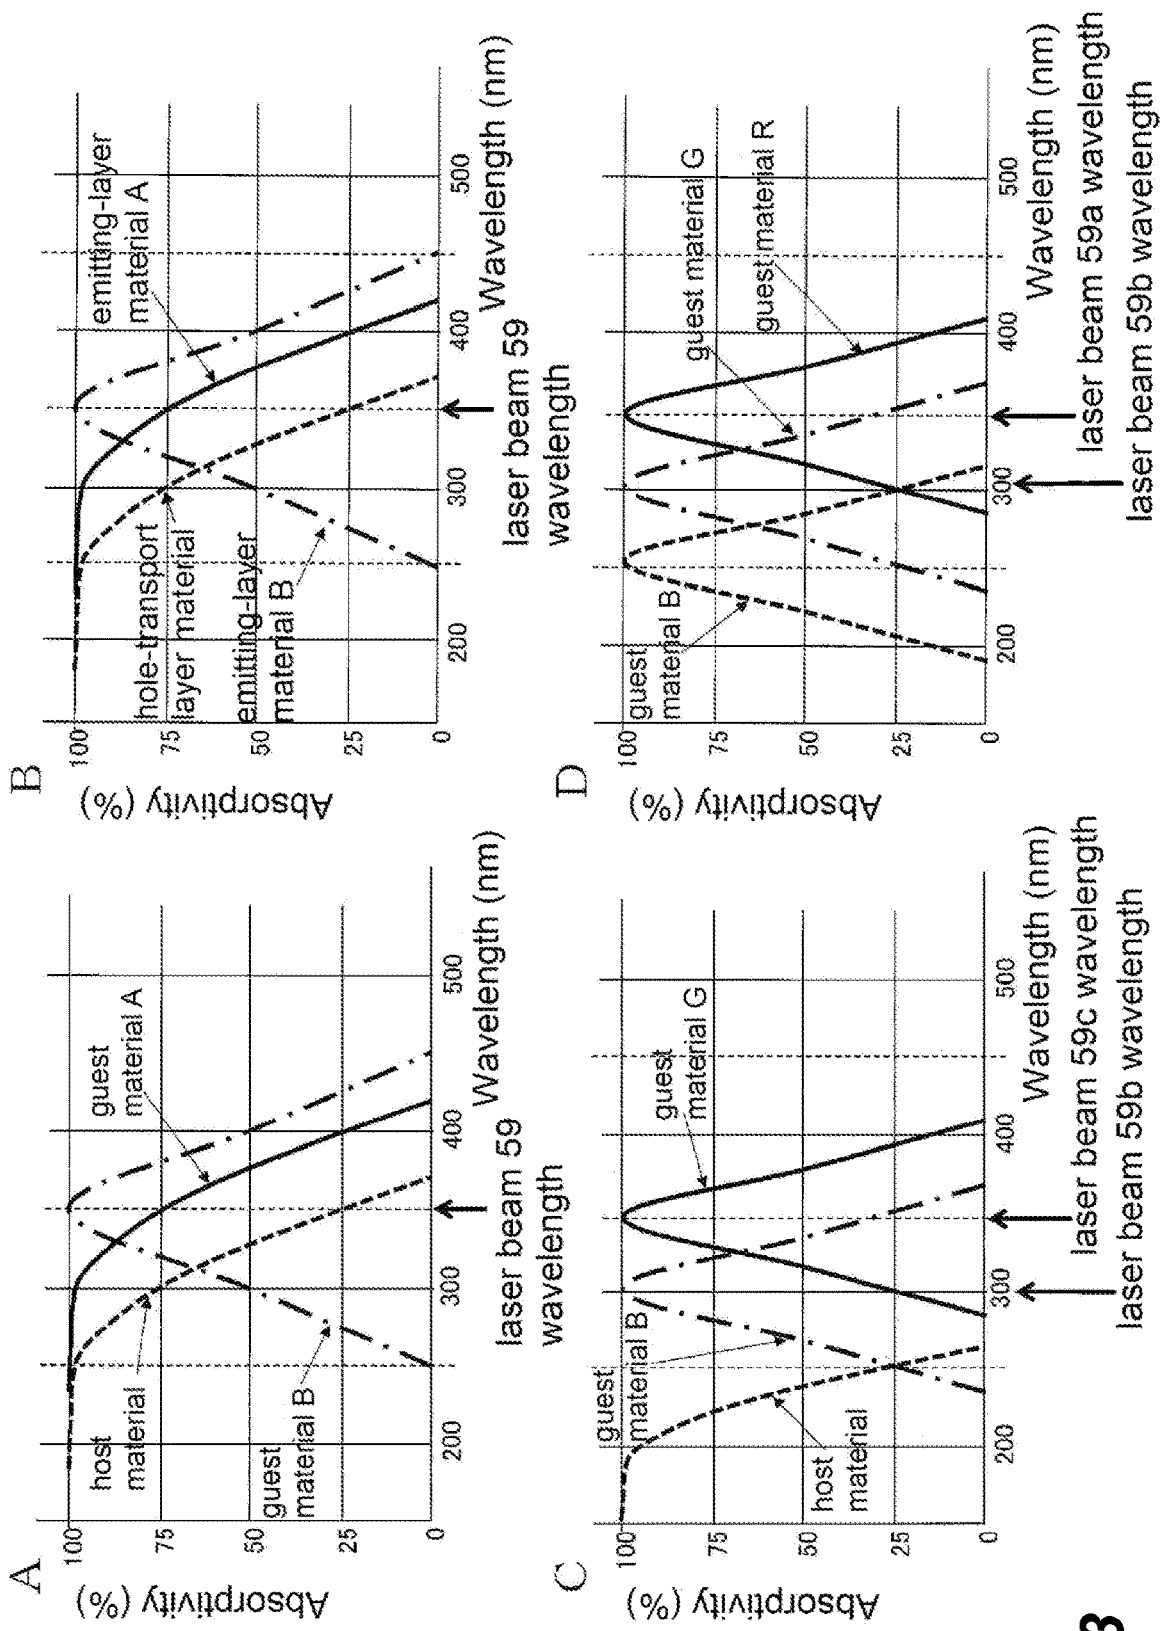 A
Absorptivity (%)
100
75
50
25
0
200
300
400
500
Wavelength (nm)
host
material
guest
material B
guest
material A
laser beam 59
wavelength
B
Absorptivity (%)
100
75
50
25
0
200
300
400
500
Wavelength (nm)
hole-transport
layer material
emitting-layer
material B
emitting-layer
material A
laser beam 59
wavelength
C
Absorptivity (%)
100
75
50
25
0
200
300
400
500
Wavelength (nm)
guest
material B
host
material
guest
material G
laser beam 59c wavelength
laser beam 59b wavelength
D
Absorptivity (%)
100
75
50
25
0
200
300
400
500
Wavelength (nm)
guest
material B
guest material G
guest material R
laser beam 59a wavelength
laser beam 59b wavelength